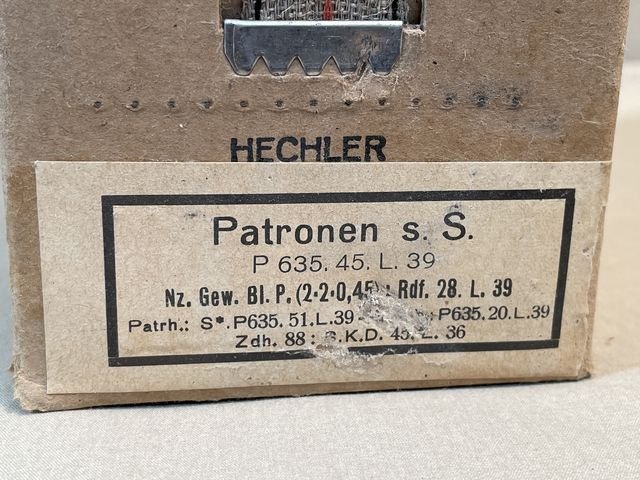 HECHLER
Patronen s. S.
P 635. 45. L. 39
Nz. Gew. Bl. P. (2·2·0,45) : Rdf. 28. L. 39
Patrh.: S*. P635. 51. L. 39 - : P635. 20. L. 39
Zdh. 88 : .K.D. 45. L. 36